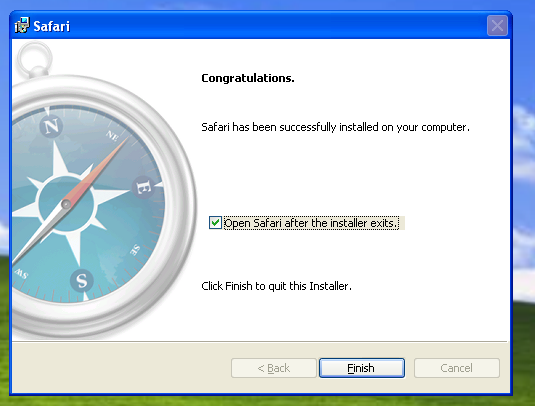 Safari
Congratulations.
Safari has been successfully installed on your computer.
N
NE
E
SE
S
SW
Open Safari after the installer exits.
Click Finish to quit this Installer.
< Back
Finish
Cancel